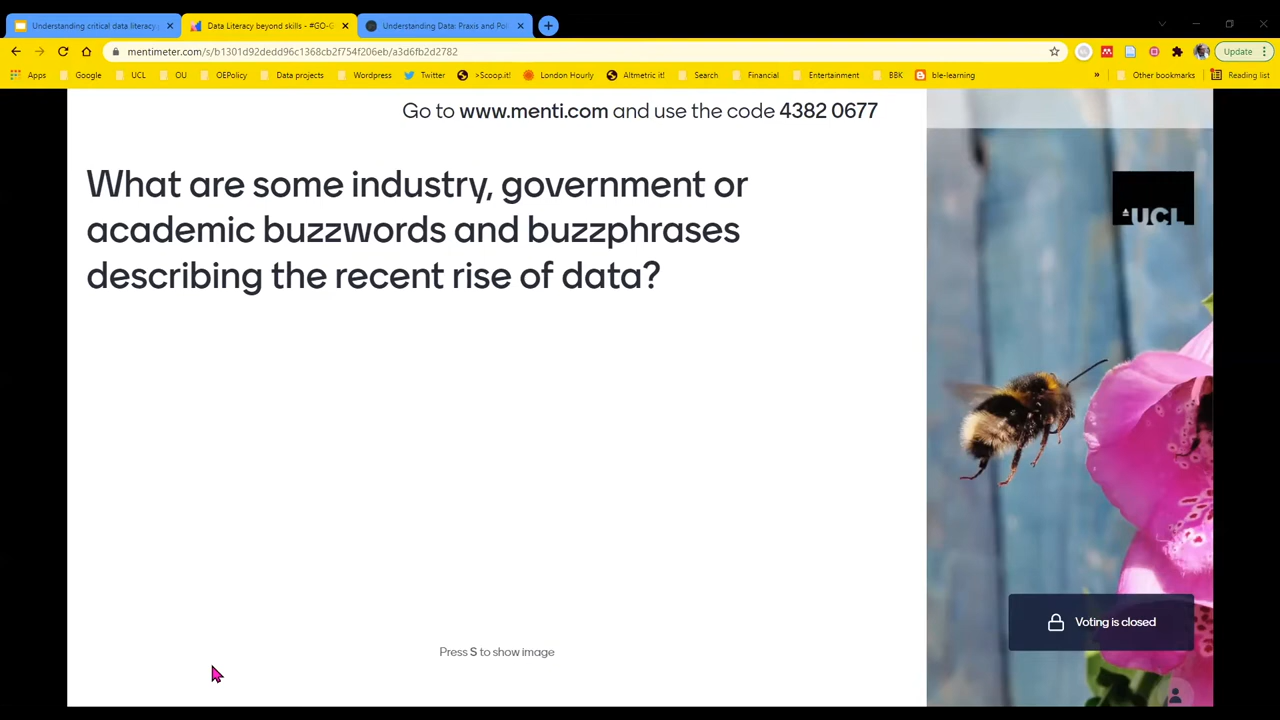 Understanding critical data literacy
Data Literacy beyond skills - #GO-G
Understanding Data: Praxis and Poli
mentimeter.com/s/b1301d92dedd96c1368cb2f754f206eb/a3d6fb2d2782
Update
Apps
Google
UCL
OU
OEPolicy
Data projects
Wordpress
Twitter
>Scoop.it!
London Hourly
Altmetric it!
Search
Financial
Entertainment
BBK
ble-learning
»
Other bookmarks
Reading list
Go to www.menti.com and use the code 4382 0677
What are some industry, government or
academic buzzwords and buzzphrases
describing the recent rise of data?
UCL
Voting is closed
Press S to show image